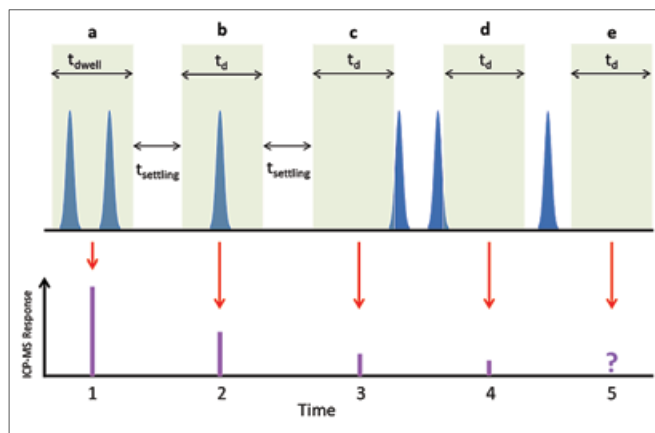 a b c d e
tdwell td td td td
tsettling tsettling
ICP-MS Response
?
1 2 3 4 5
Time